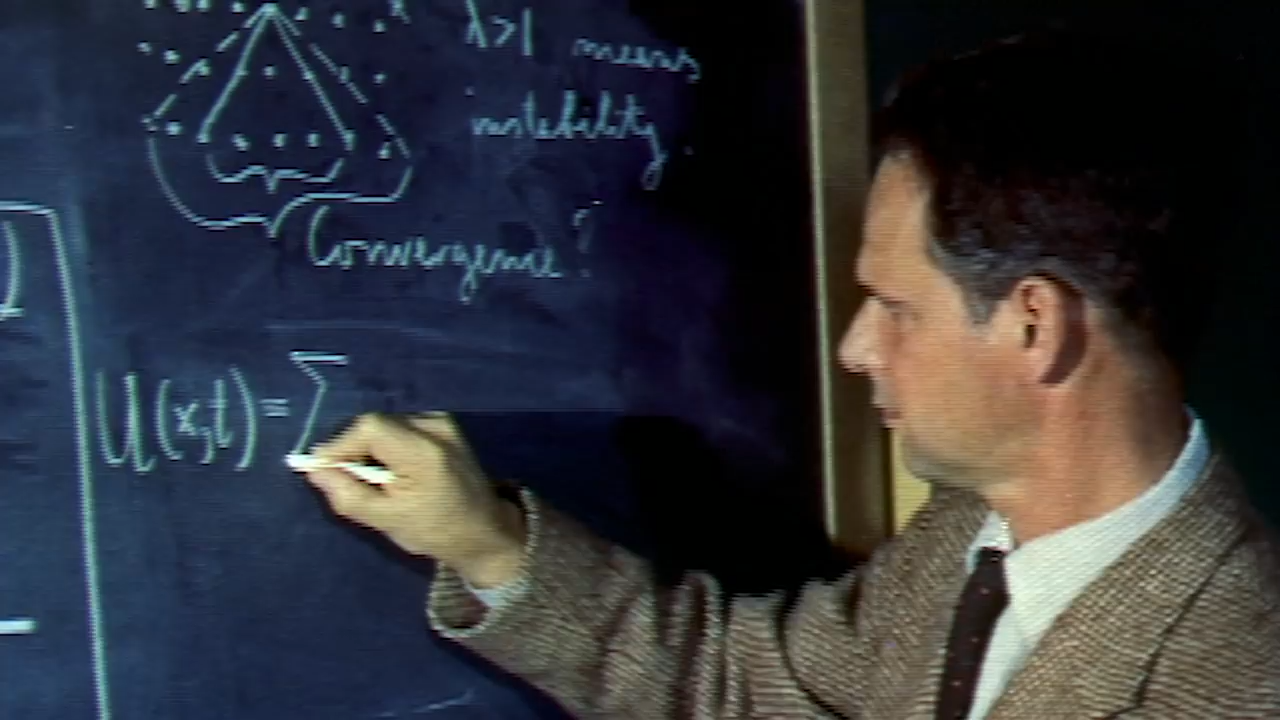 λ>1 means
instability.
Convergence?
U(x,t)=Σ